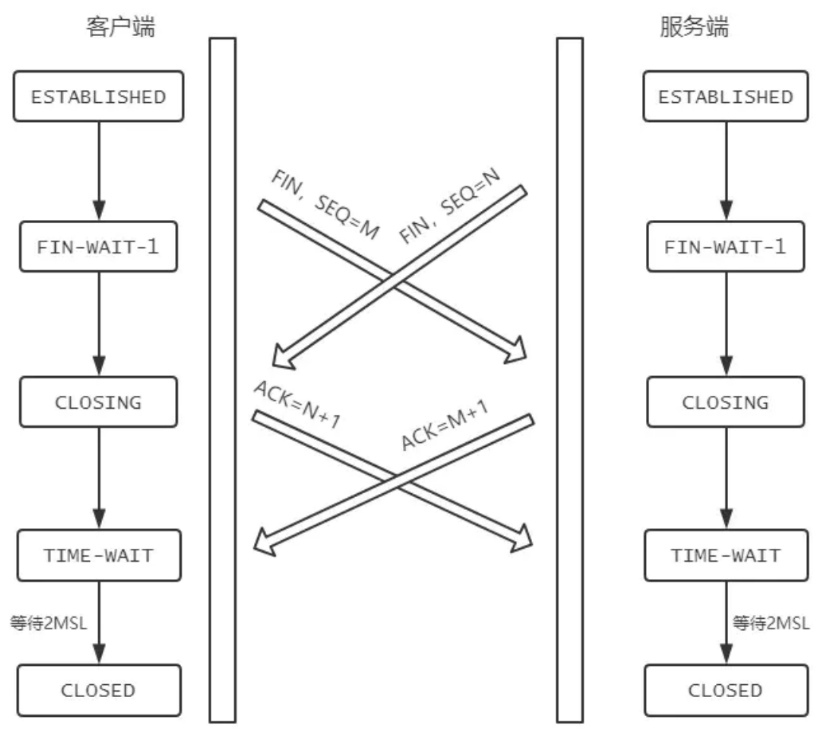 客户端
服务端
ESTABLISHED
ESTABLISHED
FIN，SEQ=M
FIN，SEQ=N
FIN-WAIT-1
FIN-WAIT-1
CLOSING
CLOSING
ACK=N+1
ACK=M+1
TIME-WAIT
TIME-WAIT
等待2MSL
等待2MSL
CLOSED
CLOSED